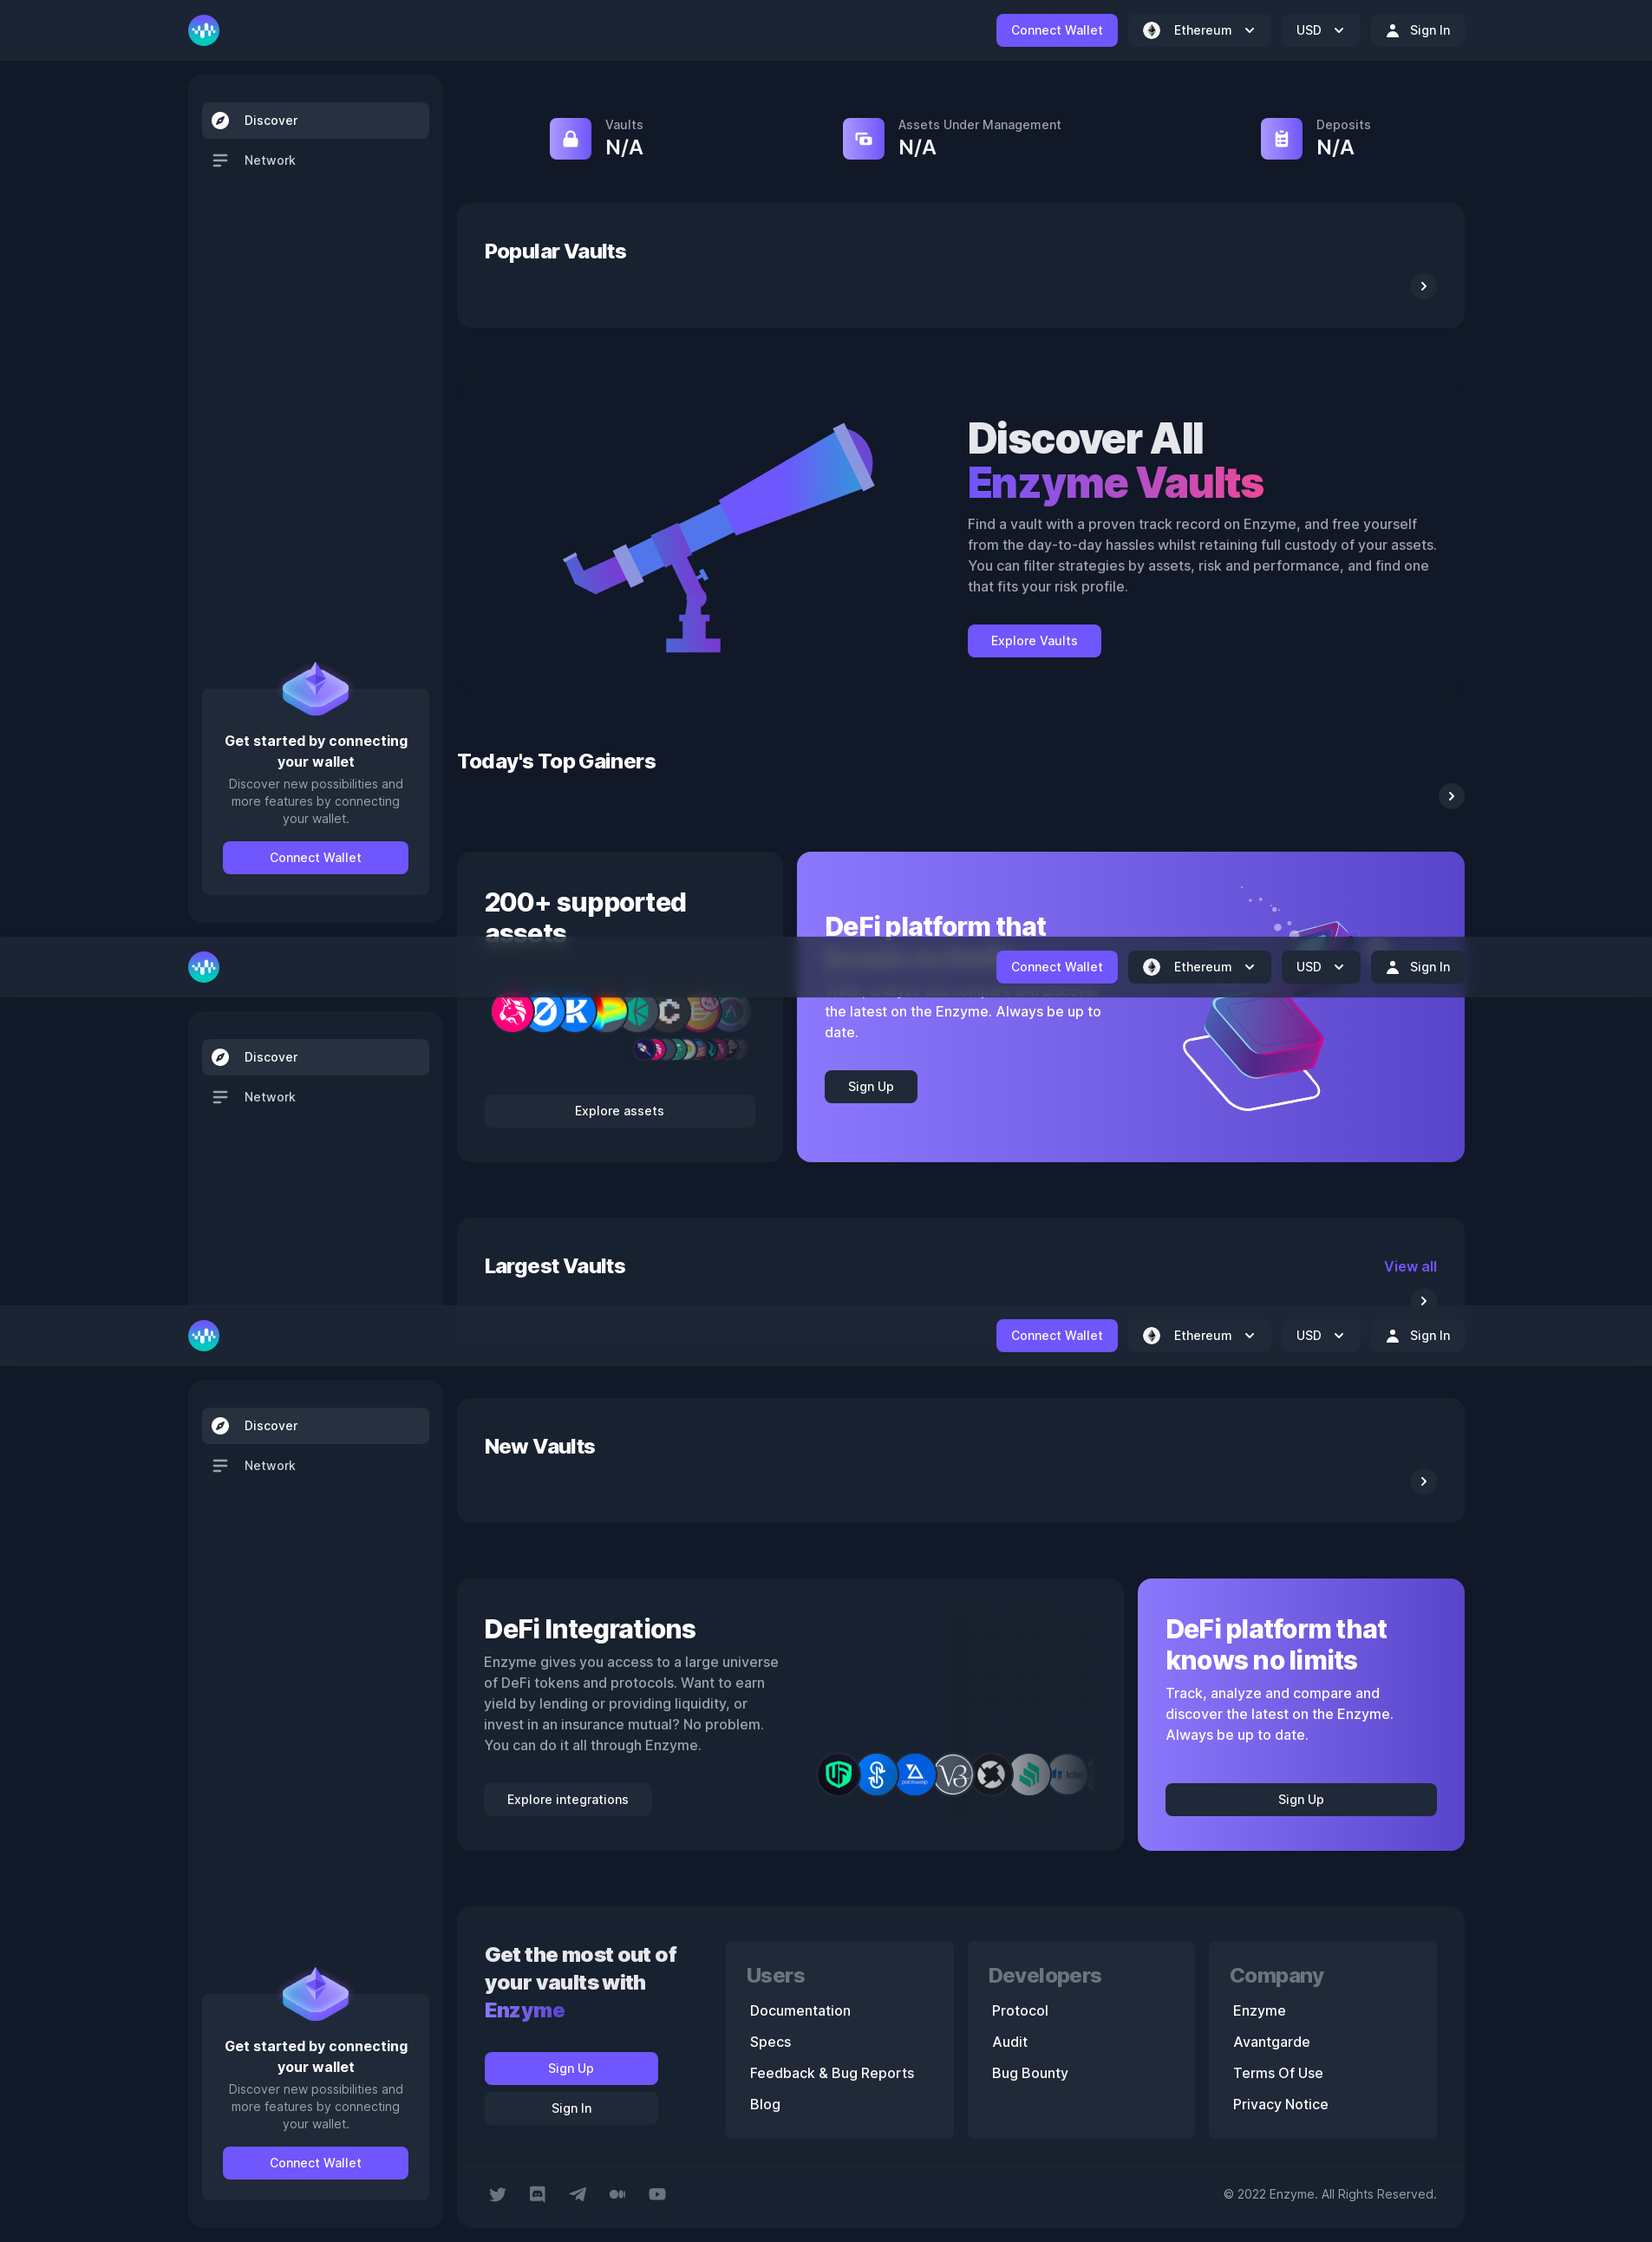 Connect Wallet
Ethereum
USD
Sign In
Discover
Network
Vaults
N/A
Assets Under Management
N/A
Deposits
N/A
Popular Vaults
Discover All
Enzyme Vaults
Find a vault with a proven track record on Enzyme, and free yourself
from the day-to-day hassles whilst retaining full custody of your assets.
You can filter strategies by assets, risk and performance, and find one
that fits your risk profile.
Explore Vaults
Get started by connecting
your wallet
Discover new possibilities and
more features by connecting
your wallet.
Connect Wallet
Today's Top Gainers
200+ supported
assets
DeFi platform that
Connect Wallet
Ethereum
USD
Sign In
the latest on the Enzyme. Always be up to
date.
Sign Up
Explore assets
Discover
Network
Largest Vaults
View all
Connect Wallet
Ethereum
USD
Sign In
Discover
Network
New Vaults
DeFi Integrations
Enzyme gives you access to a large universe
of DeFi tokens and protocols. Want to earn
yield by lending or providing liquidity, or
invest in an insurance mutual? No problem.
You can do it all through Enzyme.
Explore integrations
Idle
DeFi platform that
knows no limits
Track, analyze and compare and
discover the latest on the Enzyme.
Always be up to date.
Sign Up
Get started by connecting
your wallet
Discover new possibilities and
more features by connecting
your wallet.
Connect Wallet
Get the most out of
your vaults with
Enzyme
Sign Up
Sign In
Users
Documentation
Specs
Feedback & Bug Reports
Blog
Developers
Protocol
Audit
Bug Bounty
Company
Enzyme
Avantgarde
Terms Of Use
Privacy Notice
© 2022 Enzyme. All Rights Reserved.